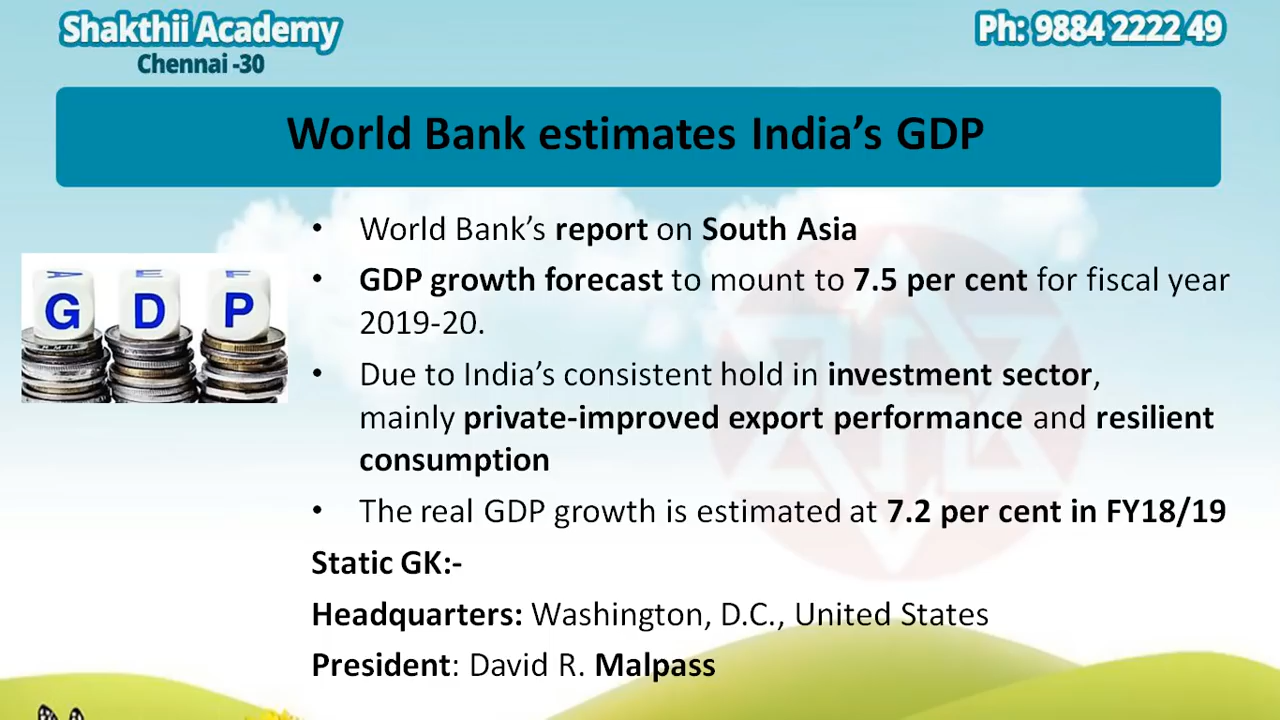 Shakthii Academy
Ph: 9884 2222 49
Chennai -30
World Bank estimates India's GDP
• World Bank's report on South Asia
• GDP growth forecast to mount to 7.5 per cent for fiscal year
2019-20.
• Due to India's consistent hold in investment sector,
mainly private-improved export performance and resilient
consumption
• The real GDP growth is estimated at 7.2 per cent in FY18/19
Static GK:-
Headquarters: Washington, D.C., United States
President: David R. Malpass
G D P